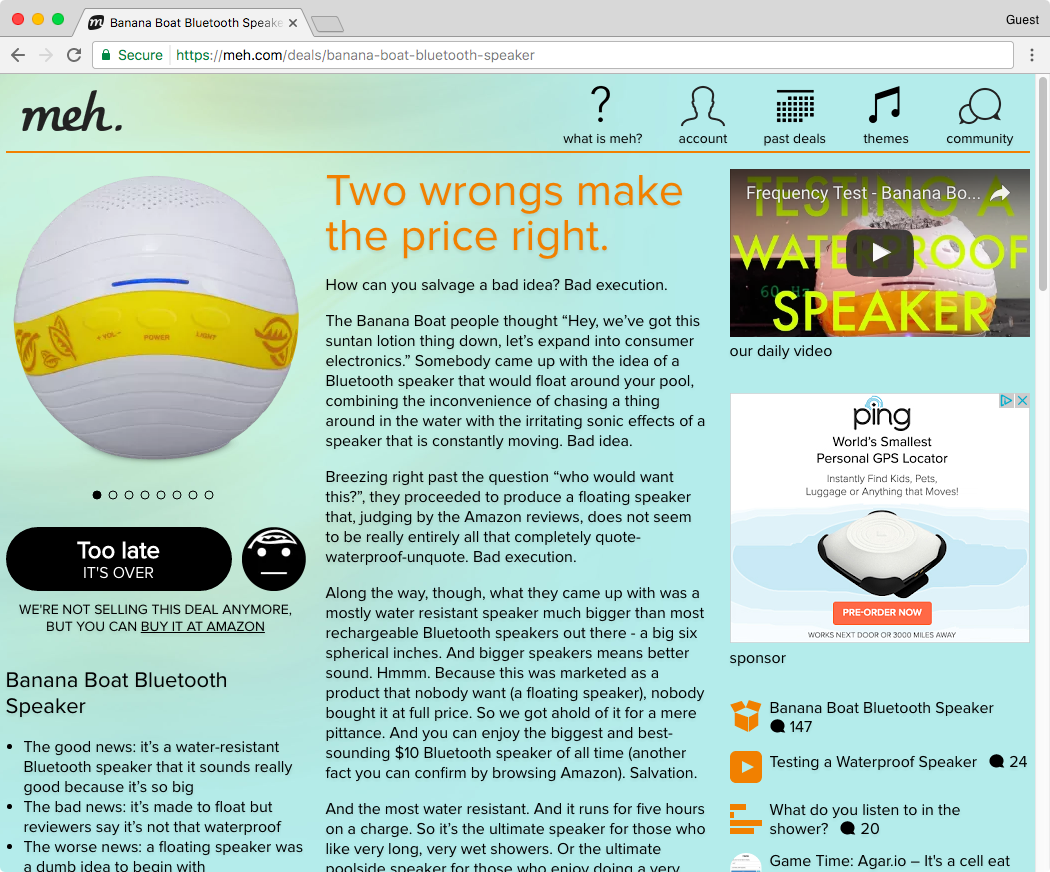 Banana Boat Bluetooth Speake
Guest
Secure
https://meh.com/deals/banana-boat-bluetooth-speaker
meh.
what is meh?
account
past deals
themes
community
+ VOL -
POWER
LIGHT
Too late
IT'S OVER
WE'RE NOT SELLING THIS DEAL ANYMORE,
BUT YOU CAN BUY IT AT AMAZON
Banana Boat Bluetooth
Speaker
• The good news: it’s a water-resistant
Bluetooth speaker that it sounds really
good because it’s so big
• The bad news: it’s made to float but
reviewers say it’s not that waterproof
• The worse news: a floating speaker was
a dumb idea to begin with
Two wrongs make
the price right.
How can you salvage a bad idea? Bad execution.
The Banana Boat people thought “Hey, we’ve got this
suntan lotion thing down, let’s expand into consumer
electronics.” Somebody came up with the idea of a
Bluetooth speaker that would float around your pool,
combining the inconvenience of chasing a thing
around in the water with the irritating sonic effects of a
speaker that is constantly moving. Bad idea.
Breezing right past the question “who would want
this?”, they proceeded to produce a floating speaker
that, judging by the Amazon reviews, does not seem
to be really entirely all that completely quote-
waterproof-unquote. Bad execution.
Along the way, though, what they came up with was a
mostly water resistant speaker much bigger than most
rechargeable Bluetooth speakers out there - a big six
spherical inches. And bigger speakers means better
sound. Hmmm. Because this was marketed as a
product that nobody want (a floating speaker), nobody
bought it at full price. So we got ahold of it for a mere
pittance. And you can enjoy the biggest and best-
sounding $10 Bluetooth speaker of all time (another
fact you can confirm by browsing Amazon). Salvation.
And the most water resistant. And it runs for five hours
on a charge. So it’s the ultimate speaker for those who
like very long, very wet showers. Or the ultimate
poolside speaker for those who enjoy doing a very
Frequency Test - Banana Bo...
TESTING A
WATERPROOF
SPEAKER
60 Hz
our daily video
ping
World's Smallest
Personal GPS Locator
Instantly Find Kids, Pets,
Luggage or Anything that Moves!
PRE-ORDER NOW
WORKS NEXT DOOR OR 3000 MILES AWAY
sponsor
Banana Boat Bluetooth Speaker
147
Testing a Waterproof Speaker 24
What do you listen to in the
shower? 20
Game Time: Agar.io – It's a cell eat